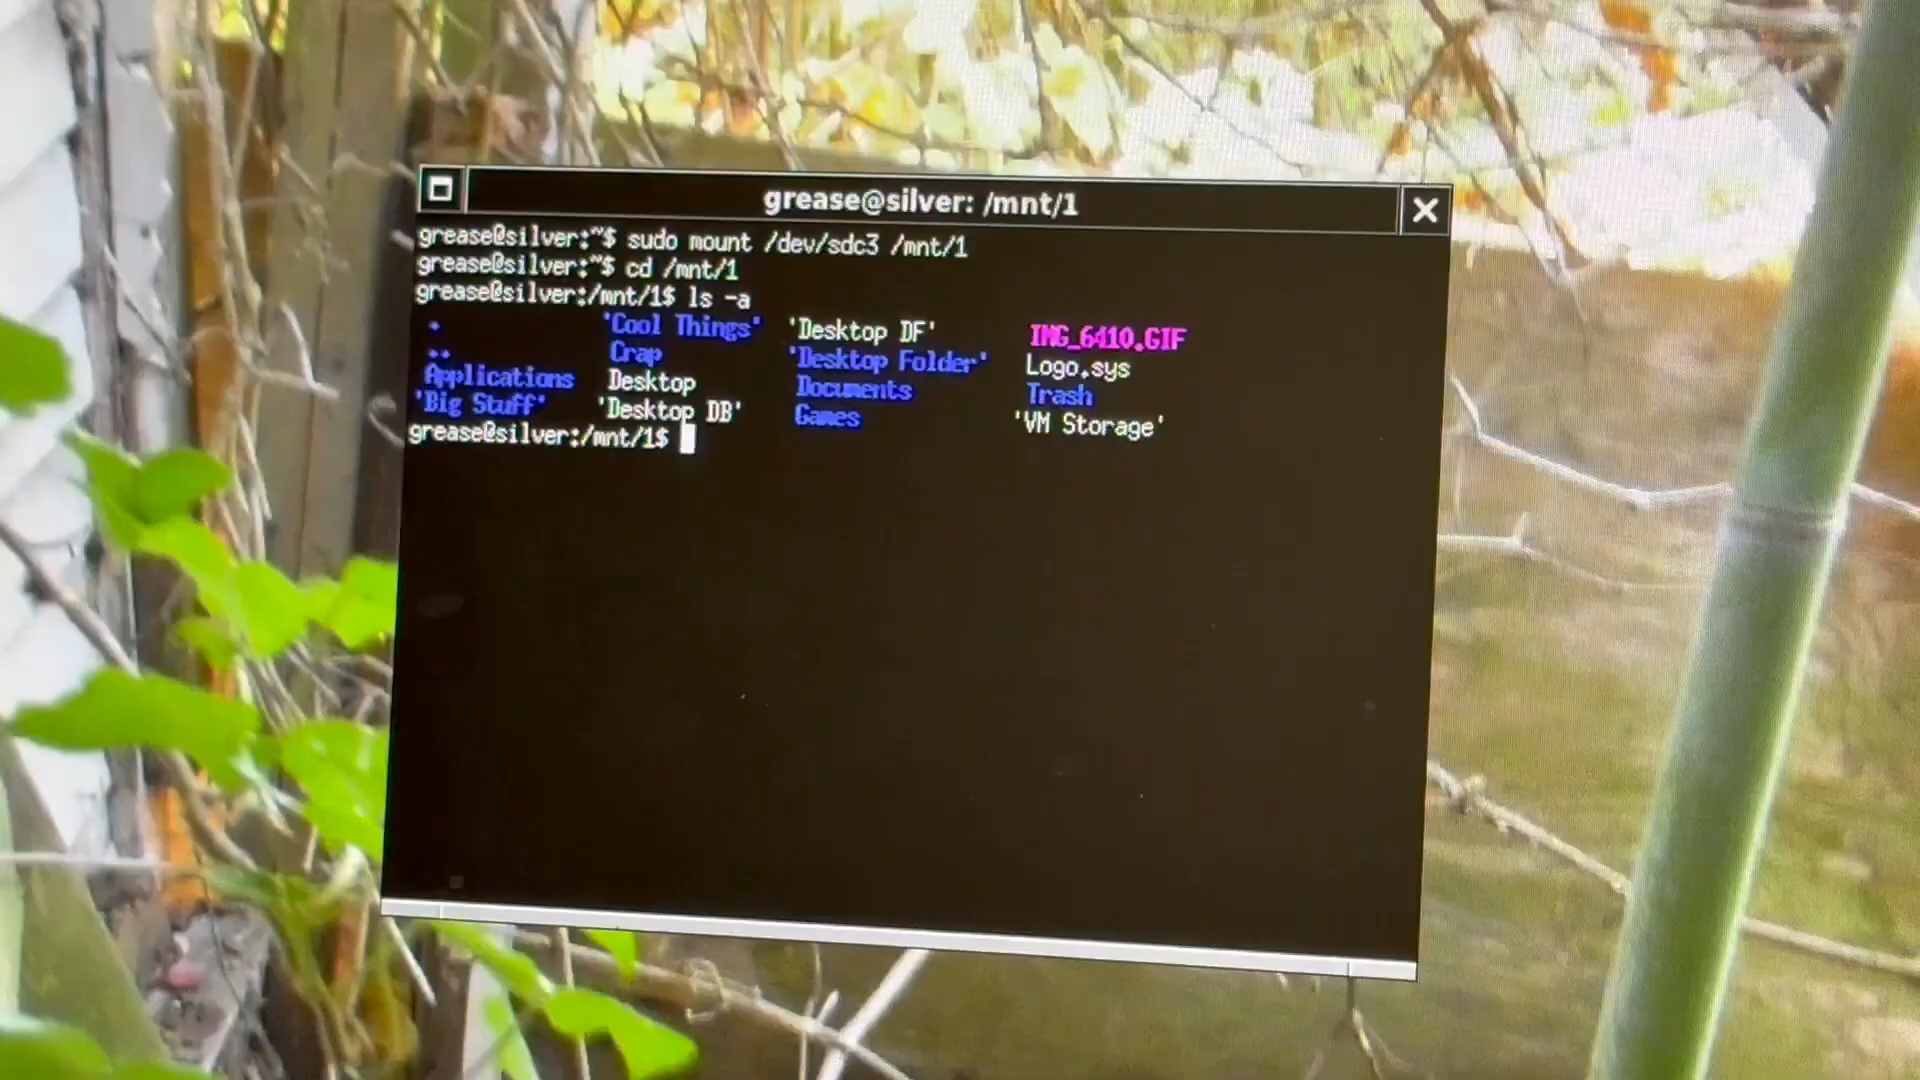 grease@silver: /mnt/1
grease@silver:~$ sudo mount /dev/sdc3 /mnt/1
grease@silver:~$ cd /mnt/1
grease@silver:/mnt/1$ ls -a
. 'Cool Things' 'Desktop DF' IMG_6410.GIF
.. Crap 'Desktop Folder' Logo.sys
Applications Desktop Documents Trash
'Big Stuff' 'Desktop DB' Games 'VM Storage'
grease@silver:/mnt/1$